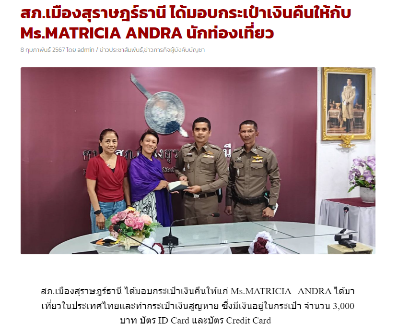 สภ.เมืองสุราษฎร์ธานี ได้มอบกระเป๋าเงินคืนให้กับ
Ms.MATRICIA ANDRA นักท่องเที่ยว
8 กุมภาพันธ์ 2567 โดย admin /
สภ.เมืองสุราษฎร์ธานี ได้มอบกระเป๋าเงินคืนให้แก่ Ms.MATRICIA ANDRA ได้มา
เที่ยวในประเทศไทยและทำกระเป๋าเงินสูญหาย ซึ่งมีเงินอยู่ในกระเป๋า จำนวน 3,000
บาท บัตร ID Card และบัตร Credit Card